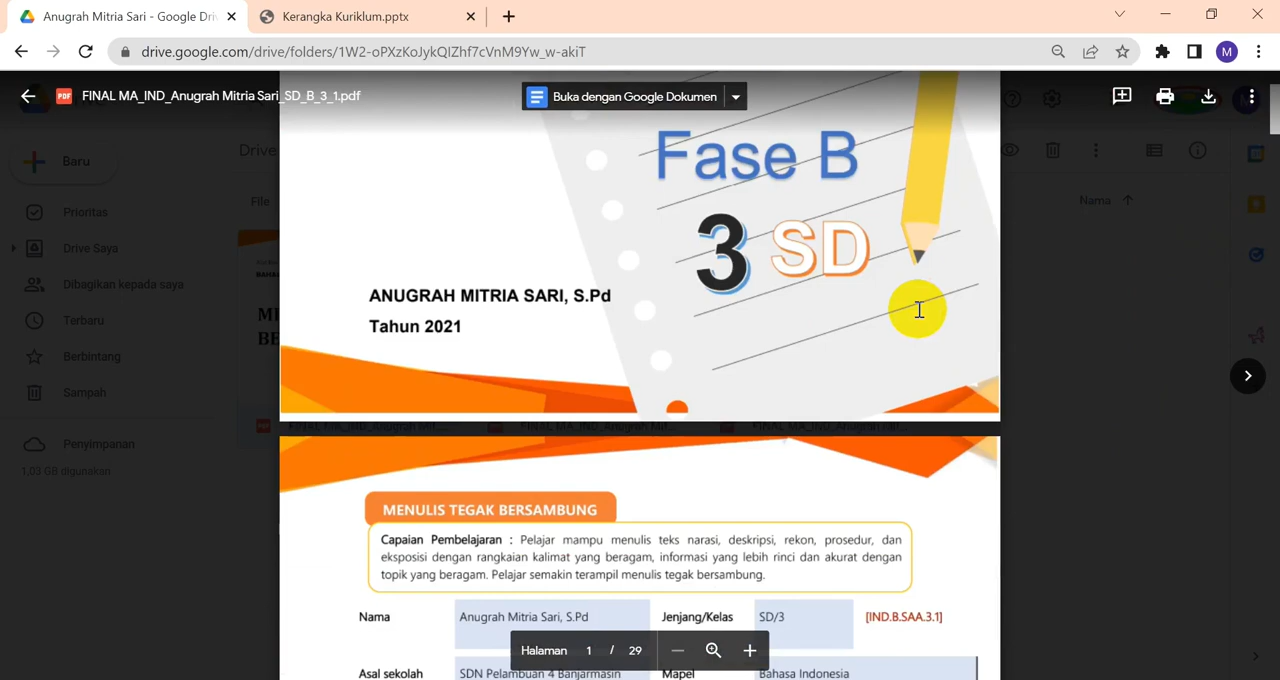 Anugrah Mitria Sari - Google Dri
Kerangka Kuriklum.pptx
drive.google.com/drive/folders/1W2-oPXzKoJykQIZhf7cVnM9Yw_w-akiT
M
PDF
FINAL MA_IND_Anugrah Mitria Sari_SD_B_3_1.pdf
Buka dengan Google Dokumen
Baru
Drive
Prioritas
File
Nama
Drive Saya
Dibagikan kepada saya
Terbaru
Berbintang
Sampah
Penyimpanan
1.03 GB digunakan
Fase B
3 SD
ANUGRAH MITRIA SARI, S.Pd
Tahun 2021
MENULIS TEGAK BERSAMBUNG
Capaian Pembelajaran : Pelajar mampu menulis teks narasi, deskripsi, rekon, prosedur, dan
eksposisi dengan rangkaian kalimat yang beragam, informasi yang lebih rinci dan akurat dengan
topik yang beragam. Pelajar semakin terampil menulis tegak bersambung.
Nama Anugrah Mitria Sari, S.Pd Jenjang/Kelas SD/3 [IND.B.SAA.3.1]
Asal sekolah SDN Pelambuan 4 Banjarmasin Mapel Bahasa Indonesia
Halaman 1 / 29